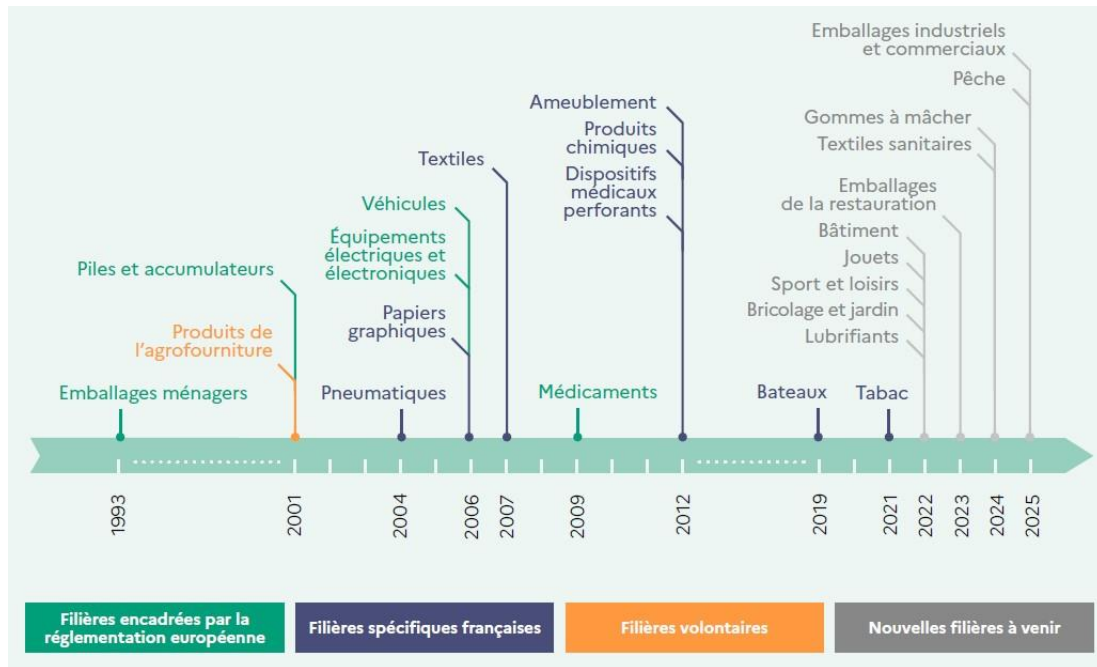 Emballages industriels
et commerciaux
Pêche
Ameublement
Produits
chimiques
Dispositifs
médicaux
perforants
Gommes à mâcher
Textiles sanitaires
Textiles
Emballages
de la restauration
Véhicules
Équipements
électriques et
électroniques
Bâtiment
Jouets
Sport et loisirs
Bricolage et jardin
Lubrifiants
Piles et accumulateurs
Papiers
graphiques
Produits de
l'agrofourniture
Emballages ménagers
Pneumatiques
Médicaments
Bateaux
Tabac
1993
2001
2004
2006
2007
2009
2012
2019
2021
2022
2023
2024
2025
Filières encadrées par la
réglementation européenne
Filières spécifiques françaises
Filières volontaires
Nouvelles filières à venir